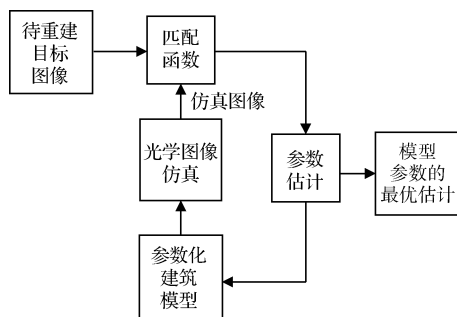 待重建
目标
图像
匹配
函数
仿真图像
光学图像
仿真
参数
估计
模型
参数的
最优估计
参数化
建筑
模型